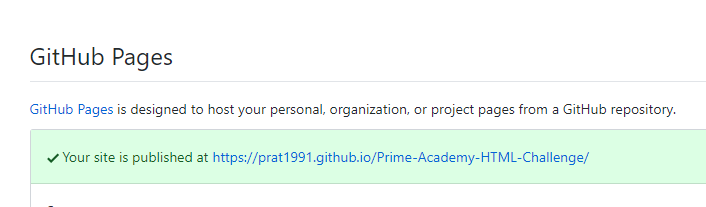 GitHub Pages
GitHub Pages is designed to host your personal, organization, or project pages from a GitHub repository.
Your site is published at https://prat1991.github.io/Prime-Academy-HTML-Challenge/